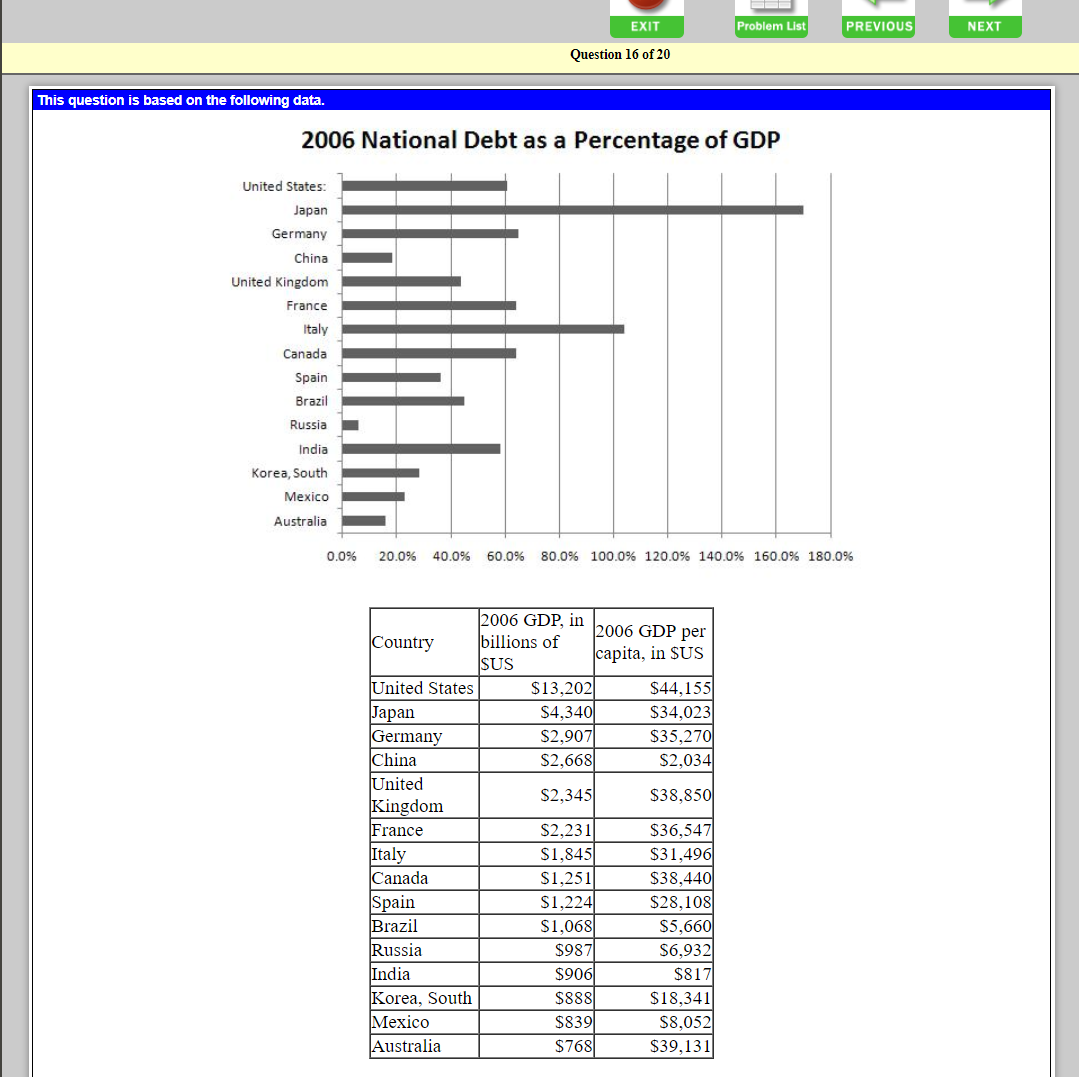 EXIT
Problem List
PREVIOUS
NEXT
Question 16 of 20
This question is based on the following data.
2006 National Debt as a Percentage of GDP
United States:
Japan
Germany
China
United Kingdom
France
Italy
Canada
Spain
Brazil
Russia
India
Korea, South
Mexico
Australia
0.0% 20.0% 40.0% 60.0% 80.0% 100.0% 120.0% 140.0% 160.0% 180.0%
Country 2006 GDP, in billions of $US 2006 GDP per capita, in $US
United States $13,202 $44,155
Japan $4,340 $34,023
Germany $2,907 $35,270
China $2,668 $2,034
United Kingdom $2,345 $38,850
France $2,231 $36,547
Italy $1,845 $31,496
Canada $1,251 $38,440
Spain $1,224 $28,108
Brazil $1,068 $5,660
Russia $987 $6,932
India $906 $817
Korea, South $888 $18,341
Mexico $839 $8,052
Australia $768 $39,131